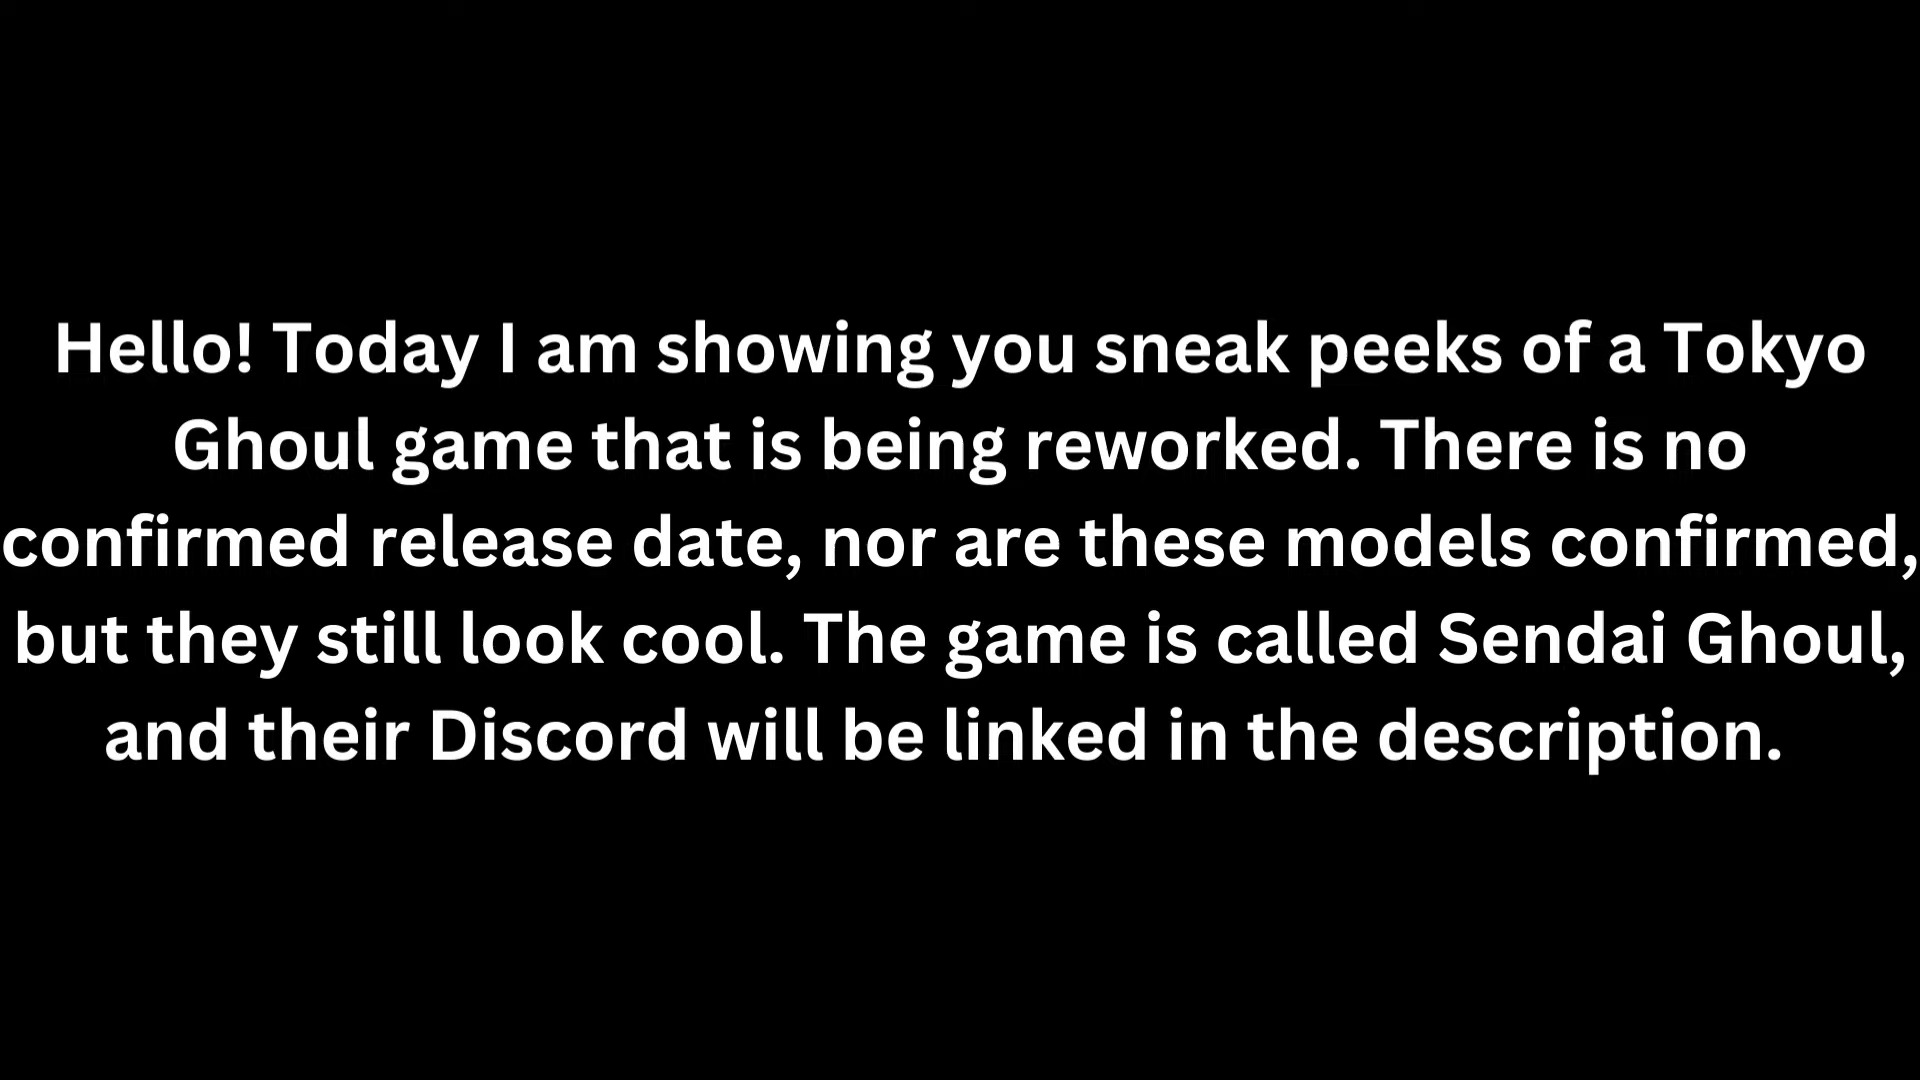 Hello! Today I am showing you sneak peeks of a Tokyo
Ghoul game that is being reworked. There is no
confirmed release date, nor are these models confirmed,
but they still look cool. The game is called Sendai Ghoul,
and their Discord will be linked in the description.